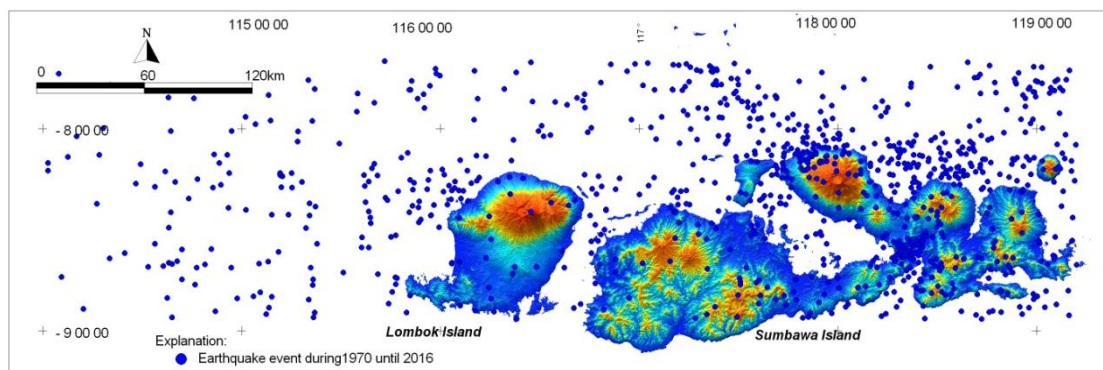 115 00 00
116 00 00
117°
118 00 00
119 00 00
N
0
60
120km
- 8 00 00
- 9 00 00
Lombok Island
Sumbawa Island
Explanation:
Earthquake event during1970 until 2016